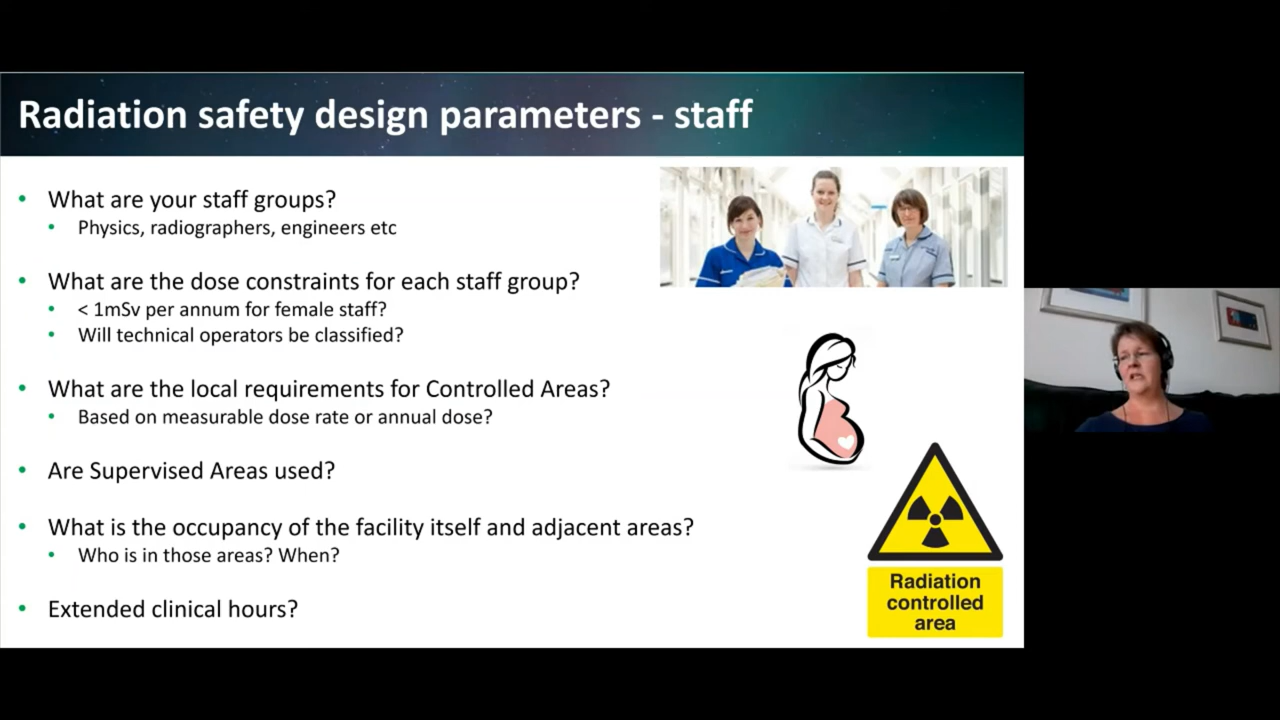 Radiation safety design parameters - staff
• What are your staff groups?
• Physics, radiographers, engineers etc
• What are the dose constraints for each staff group?
• < 1mSv per annum for female staff?
• Will technical operators be classified?
• What are the local requirements for Controlled Areas?
• Based on measurable dose rate or annual dose?
• Are Supervised Areas used?
• What is the occupancy of the facility itself and adjacent areas?
• Who is in those areas? When?
• Extended clinical hours?
Radiation
controlled
area